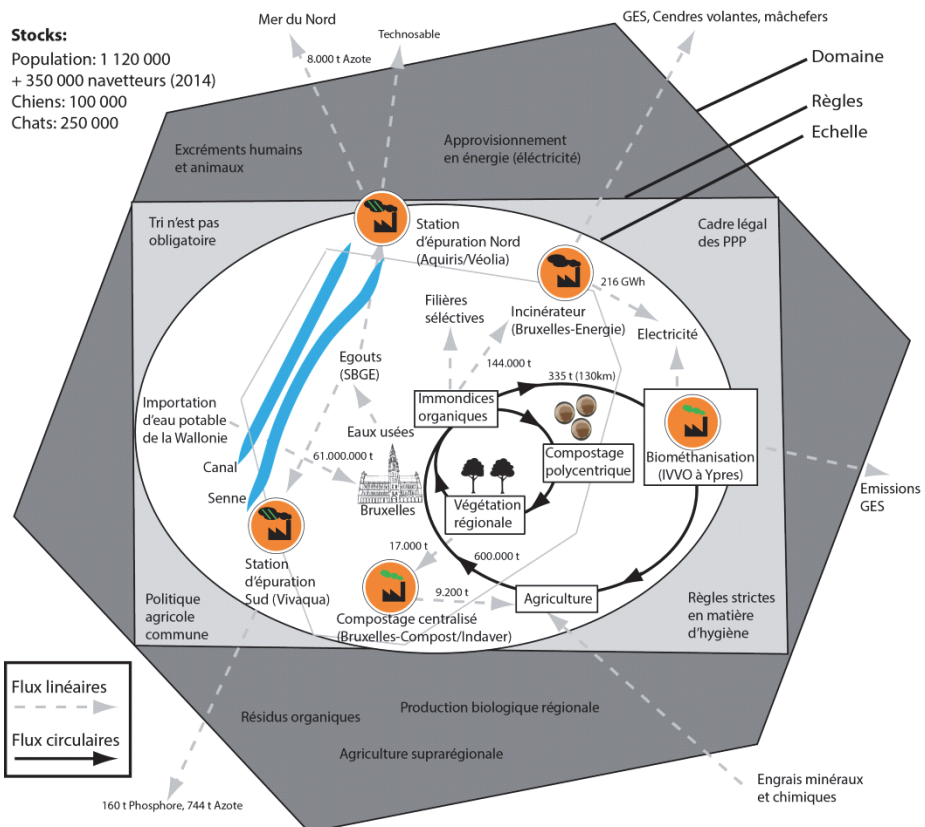 Stocks:
Population: 1 120 000
+ 350 000 navetteurs (2014)
Chiens: 100 000
Chats: 250 000
Mer du Nord
Technosable
8.000 t Azote
GES, Cendres volantes, mâchefers
Domaine
Règles
Echelle
Excréments humains
et animaux
Approvisionnement
en énergie (éléctricité)
Tri n'est pas
obligatoire
Cadre légal
des PPP
Station
d'épuration Nord
(Aquiris/Véolia)
216 GWh
Incinérateur
(Bruxelles-Energie)
Filières
séléctives
Electricité
Egouts
(SBGE)
144.000 t
335 t (130km)
Immondices
organiques
Importation
d'eau potable
de la Wallonie
Eaux usées
61.000.000 t
Bruxelles
Compostage
polycentrique
Biométhanisation
(IVVO à Ypres)
Canal
Senne
Végétation
régionale
Emissions
GES
Station
d'épuration
Sud (Vivaqua)
17.000 t
600.000 t
9.200 t
Agriculture
Compostage centralisé
(Bruxelles-Compost/Indaver)
Politique
agricole
commune
Règles strictes
en matière
d'hygiène
Flux linéaires
Flux circulaires
Résidus organiques
Production biologique régionale
Agriculture suprarégionale
Engrais minéraux
et chimiques
160 t Phosphore, 744 t Azote